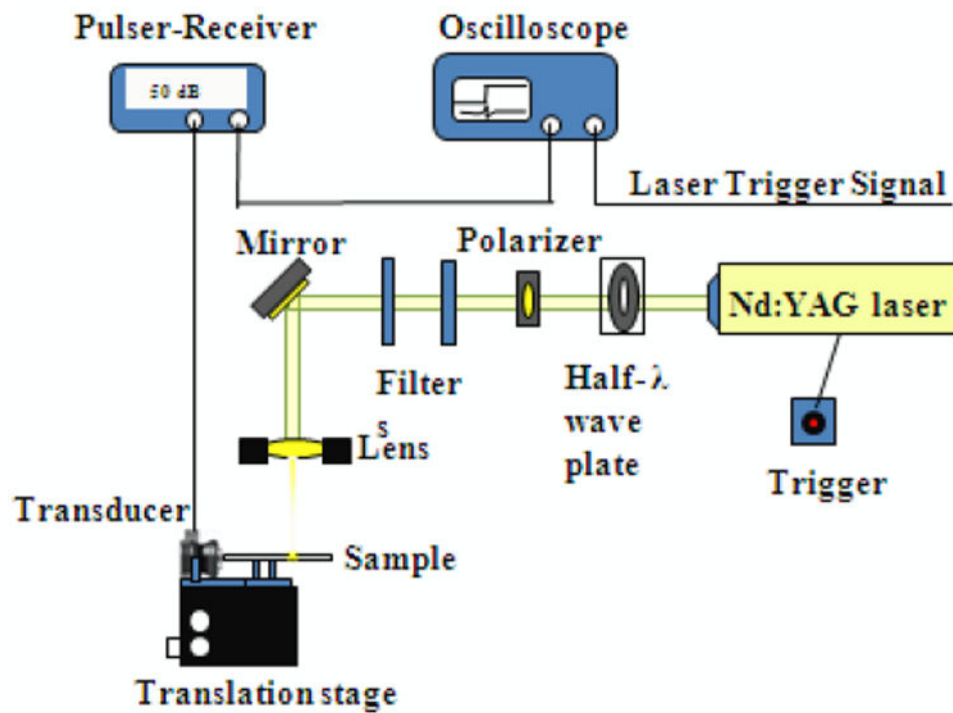 Pulser-Receiver
Oscilloscope
50 dB
Laser Trigger Signal
Mirror
Polarizer
Nd:YAG laser
Filter
s
Half-λ
wave
plate
Lens
Trigger
Transducer
Sample
Translation stage